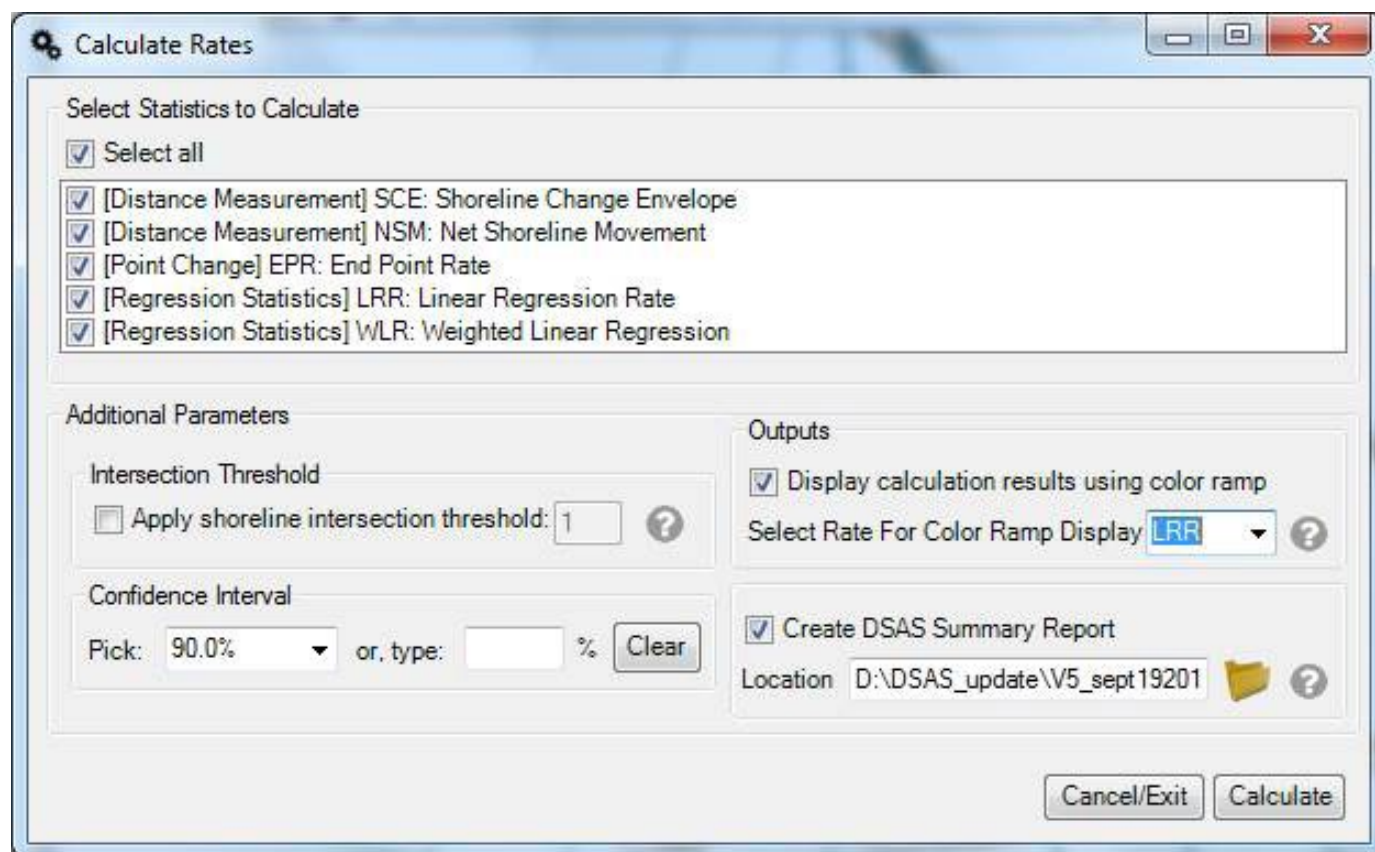 Calculate Rates
Select Statistics to Calculate
Select all
[Distance Measurement] SCE: Shoreline Change Envelope
[Distance Measurement] NSM: Net Shoreline Movement
[Point Change] EPR: End Point Rate
[Regression Statistics] LRR: Linear Regression Rate
[Regression Statistics] WLR: Weighted Linear Regression
Additional Parameters
Intersection Threshold
Apply shoreline intersection threshold: 1
Confidence Interval
Pick: 90.0% or, type: % Clear
Outputs
Display calculation results using color ramp
Select Rate For Color Ramp Display LRR
Create DSAS Summary Report
Location D:\DSAS_update\V5_sept19201
Cancel/Exit Calculate